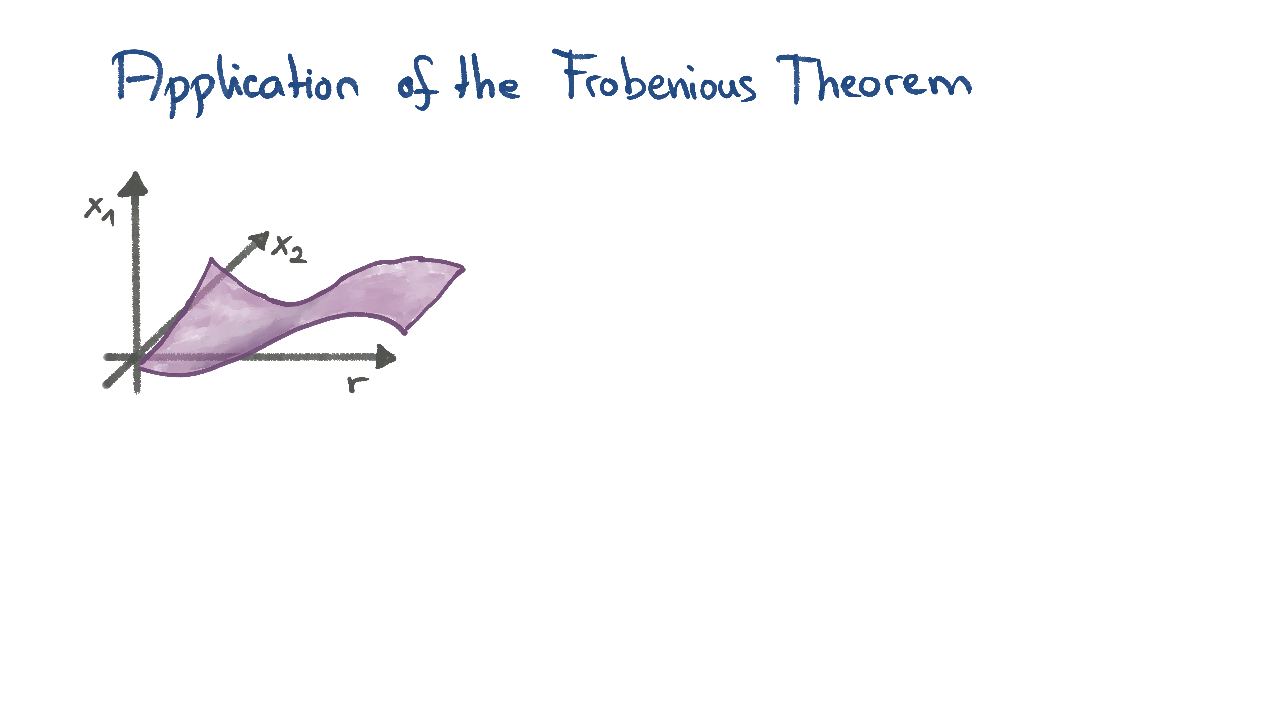 Application of the Frobenious Theorem
x₁
x₂
r